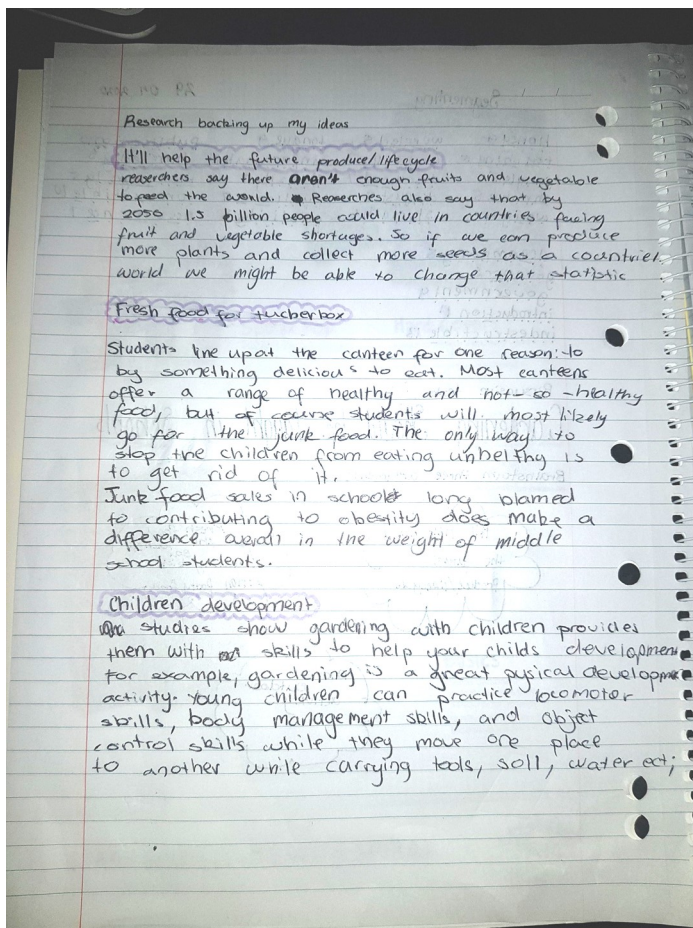 Research backing up my ideas
It'll help the future produce/lifecycle
reaserchers say there aren't enough fruits and vegetable
to feed the world. Reaserches also say that by
2050 1.5 billion people could live in countries facing
fruit and vegetable shortages. So if we can produce
more plants and collect more seeds as a countrie/
world we might be able to change that statistic
Fresh food for tuckerbox
Students line up at the canteen for one reason: to
by something delicious to eat. Most canteens
offer a range of healthy and not-so-healthy
food, but of course students will most likely
go for the junk food. The only way to
stop the children from eating unhelthy is
to get rid of it.
Junk food sales in school long blamed
to contributing to obestity does make a
difference overall in the weight of middle
school students.
Children development
studies show gardening with children provides
them with skills to help your childs development
for example, gardening is a great pysical developme
activity. Young children can practice locomotor
skills, body management skills, and object
control skills while they move one place
to another while carrying tools, soil, water ect;